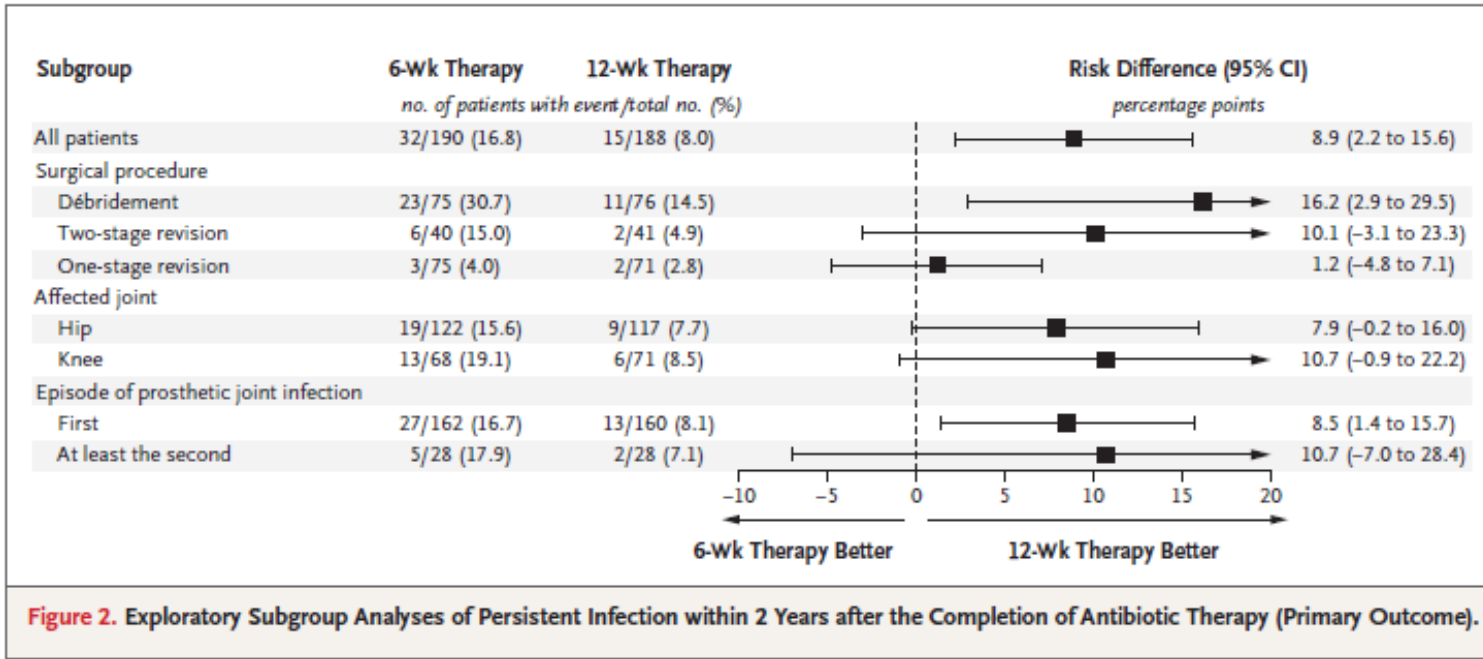 Subgroup 6-Wk Therapy 12-Wk Therapy Risk Difference (95% CI)
no. of patients with event/total no. (%) percentage points
All patients 32/190 (16.8) 15/188 (8.0) 8.9 (2.2 to 15.6)
Surgical procedure
Débridement 23/75 (30.7) 11/76 (14.5) 16.2 (2.9 to 29.5)
Two-stage revision 6/40 (15.0) 2/41 (4.9) 10.1 (–3.1 to 23.3)
One-stage revision 3/75 (4.0) 2/71 (2.8) 1.2 (–4.8 to 7.1)
Affected joint
Hip 19/122 (15.6) 9/117 (7.7) 7.9 (–0.2 to 16.0)
Knee 13/68 (19.1) 6/71 (8.5) 10.7 (–0.9 to 22.2)
Episode of prosthetic joint infection
First 27/162 (16.7) 13/160 (8.1) 8.5 (1.4 to 15.7)
At least the second 5/28 (17.9) 2/28 (7.1) 10.7 (–7.0 to 28.4)
–10 –5 0 5 10 15 20
6-Wk Therapy Better 12-Wk Therapy Better
Figure 2. Exploratory Subgroup Analyses of Persistent Infection within 2 Years after the Completion of Antibiotic Therapy (Primary Outcome).